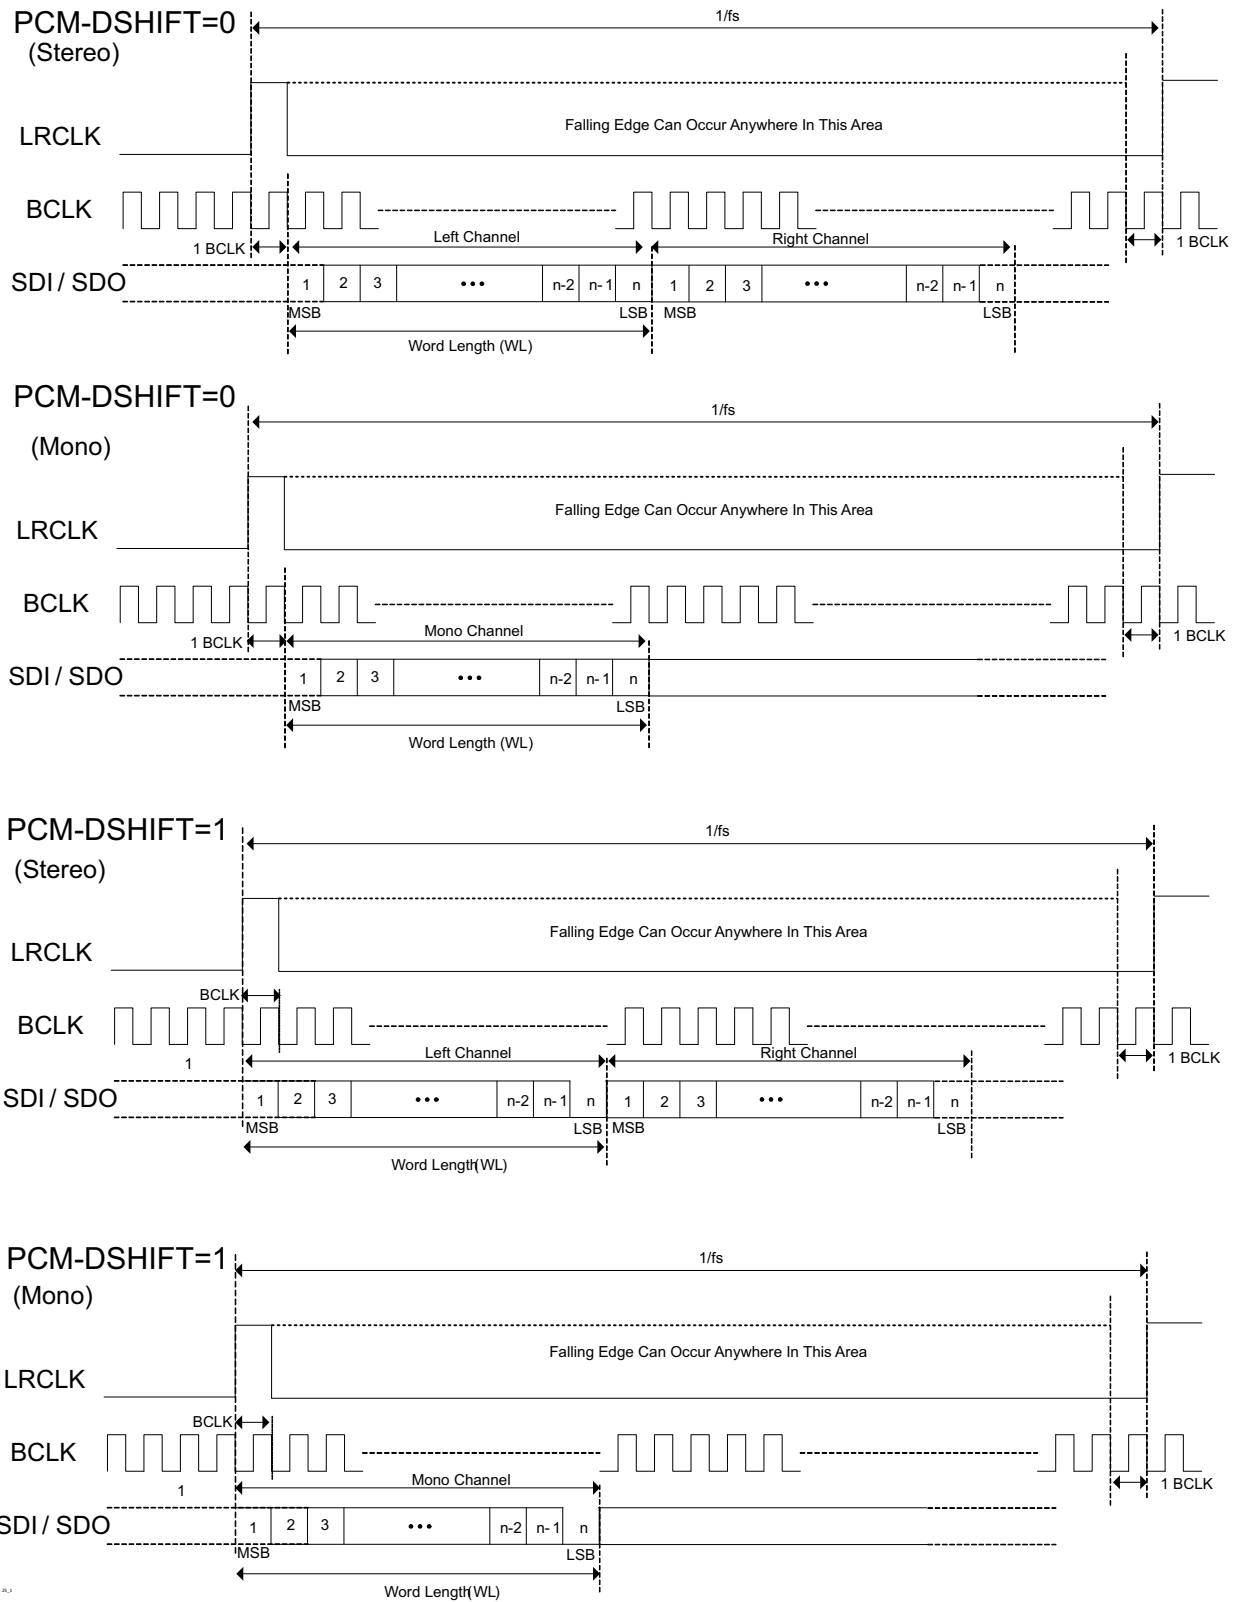 PCM-DSHIFT=0
(Stereo)
1/fs
LRCLK
Falling Edge Can Occur Anywhere In This Area
BCLK
1 BCLK
Left Channel
Right Channel
1 BCLK
SDI / SDO
1 2 3 ••• n-2 n-1 n 1 2 3 ••• n-2 n-1 n
MSB LSB MSB LSB
Word Length (WL)
PCM-DSHIFT=0
(Mono)
1/fs
LRCLK
Falling Edge Can Occur Anywhere In This Area
BCLK
1 BCLK
Mono Channel
1 BCLK
SDI / SDO
1 2 3 ••• n-2 n-1 n
MSB LSB
Word Length (WL)
PCM-DSHIFT=1
(Stereo)
1/fs
LRCLK
Falling Edge Can Occur Anywhere In This Area
BCLK
BCLK
1
Left Channel
Right Channel
1 BCLK
SDI / SDO
1 2 3 ••• n-2 n-1 n 1 2 3 ••• n-2 n-1 n
MSB LSB MSB LSB
Word Length(WL)
PCM-DSHIFT=1
(Mono)
1/fs
LRCLK
Falling Edge Can Occur Anywhere In This Area
BCLK
BCLK
1
Mono Channel
1 BCLK
SDI / SDO
1 2 3 ••• n-2 n-1 n
MSB LSB
Word Length(WL)